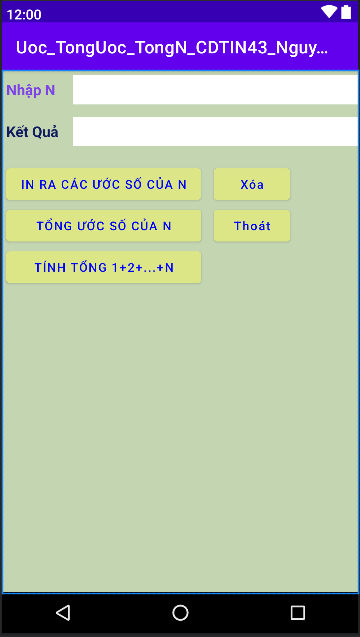 12:00
Uoc_TongUoc_TongN_CDTIN43_Nguy...
Nhập N
Kết Quả
IN RA CÁC ƯỚC SỐ CỦA N Xóa
TỔNG ƯỚC SỐ CỦA N Thoát
TÍNH TỔNG 1+2+...+N